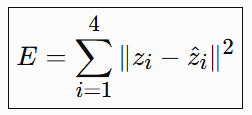 E = \sum_{i=1}^{4} \|z_i - \hat{z}_i\|^2